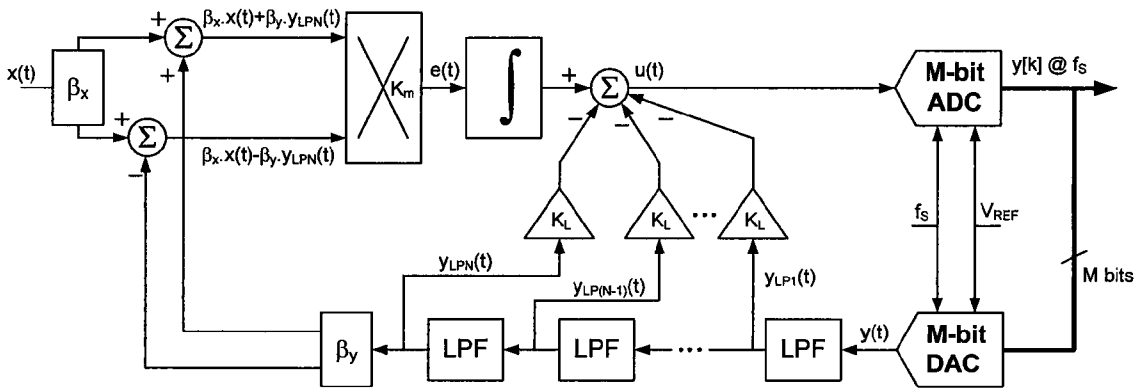 βx.x(t)+βy.yLPN(t)
x(t)
βx
+
Σ
+
Km
e(t)
∫
+
Σ
u(t)
−
−
−
M-bit
ADC
y[k] @ fS
+
Σ
−
βx.x(t)-βy.yLPN(t)
KL
KL
...
KL
fS
VREF
M bits
yLPN(t)
yLP(N-1)(t)
yLP1(t)
βy
LPF
LPF
...
LPF
y(t)
M-bit
DAC